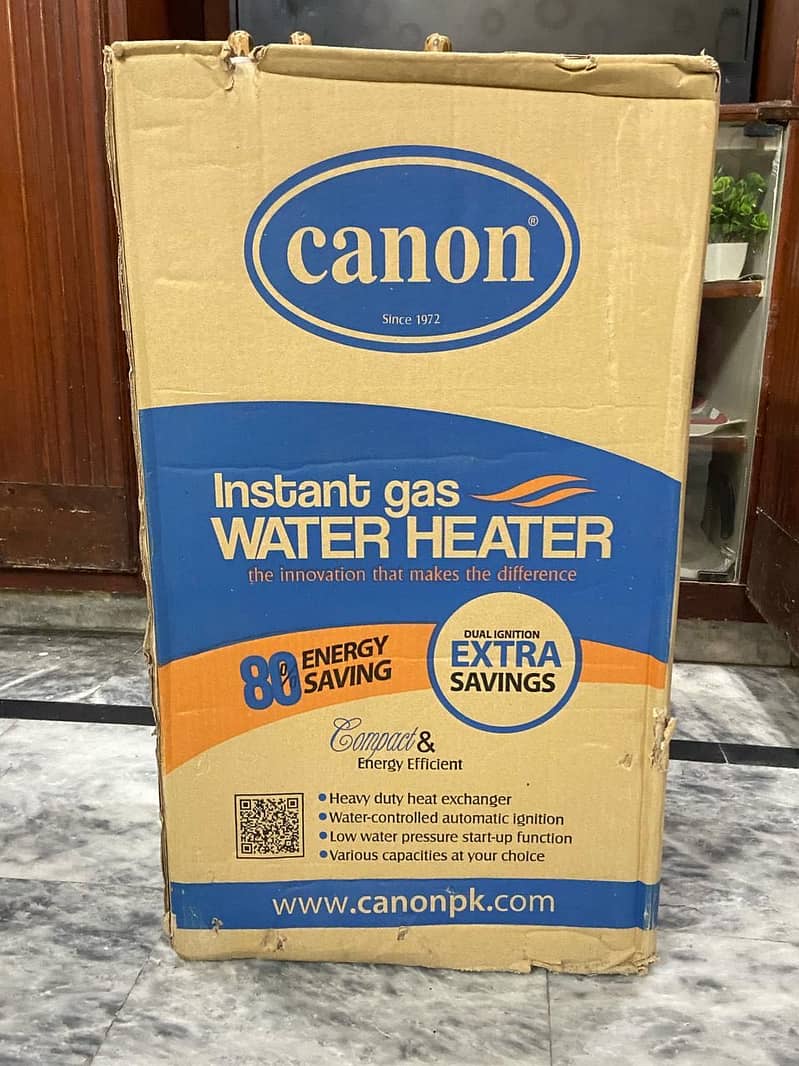 canon®
Since 1972
Instant gas
WATER HEATER
the innovation that makes the difference
80% ENERGY
SAVING
DUAL IGNITION
EXTRA
SAVINGS
Compact &
Energy Efficient
• Heavy duty heat exchanger
• Water-controlled automatic ignition
• Low water pressure start-up function
• Various capacities at your choice
www.canonpk.com